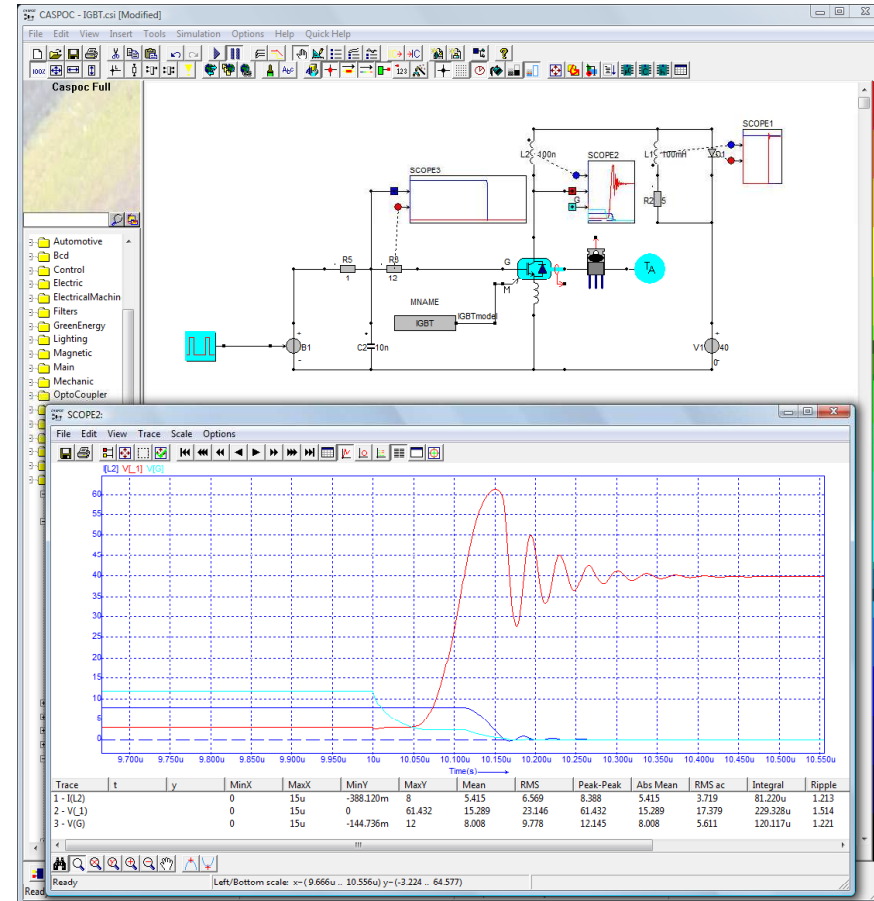 CASPOC - IGBT.csi [Modified]
File Edit View Insert Tools Simulation Options Help Quick Help
Caspoc Full
Automotive
Bcd
Control
Electric
ElectricalMachin
Filters
GreenEnergy
Lighting
Magnetic
Main
Mechanic
OptoCoupler
SCOPE1
L2 400n
SCOPE2
L1 100mH
D1
SCOPE3
G
R2 5
R5
1
R3
12
G
M
TA
MNAME
IGBT
IGBTmodel
B1
C2 10n
V1 40
SCOPE2:
File Edit View Trace Scale Options
I[L2] V[_1] V[G]
60
55
50
45
40
35
30
25
20
15
10
5
0
9.700u 9.750u 9.800u 9.850u 9.900u 9.950u 10u 10.050u 10.100u 10.150u 10.200u 10.250u 10.300u 10.350u 10.400u 10.450u 10.500u 10.550u
Time(s)
Trace t y MinX MaxX MinY MaxY Mean RMS Peak-Peak Abs Mean RMS ac Integral Ripple
1 - I(L2) 0 15u -388.120m 8 5.415 6.569 8.388 5.415 3.719 81.220u 1.213
2 - V(_1) 0 15u 0 61.432 15.289 23.146 61.432 15.289 17.379 229.328u 1.514
3 - V(G) 0 15u -144.736m 12 8.008 9.778 12.145 8.008 5.611 120.117u 1.221
Ready
Left/Bottom scale: x-( 9.666u .. 10.556u) y-(-3.224 .. 64.577)
Read